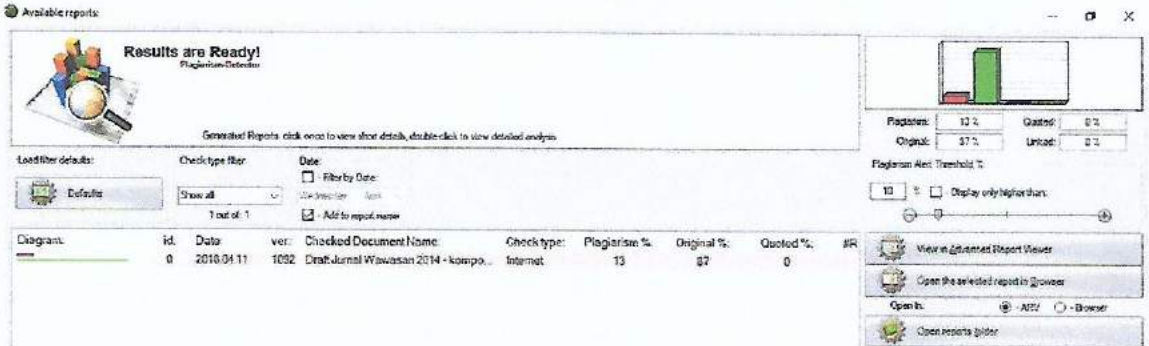 Available reports:
Results are Ready!
Plagiarism-Detector
Generated Reports: click once to view short details, double-click to view detailed analysis
Plagiarism: 13 % Quoted: 0 %
Original: 87 % Linked: 0 %
Load filter defaults: Check type filter: Date:
Defaults
Show all
- Filter by Date:
1 out of: 1
- Add to report name
Plagiarism Alert Threshold, %:
10 % - Display only higher than:
Diagram: id: Date: ver.: Checked Document Name: Check type: Plagiarism %: Original %: Quoted %: #R
0 2018.04.11 1092 Draft Jurnal Wawasan 2014 - kompo... Internet 13 87 0
View in Advanced Report Viewer
Open the selected report in Browser
Open in: - ARV - Browser
Open reports folder